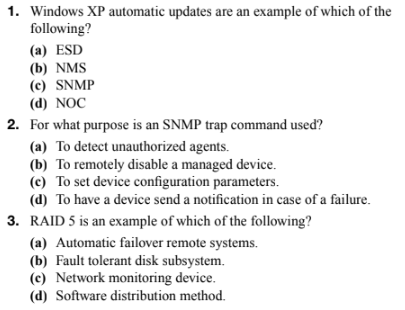 1. Windows XP automatic updates are an example of which of the
following?
(a) ESD
(b) NMS
(c) SNMP
(d) NOC
2. For what purpose is an SNMP trap command used?
(a) To detect unauthorized agents.
(b) To remotely disable a managed device.
(c) To set device configuration parameters.
(d) To have a device send a notification in case of a failure.
3. RAID 5 is an example of which of the following?
(a) Automatic failover remote systems.
(b) Fault tolerant disk subsystem.
(c) Network monitoring device.
(d) Software distribution method.